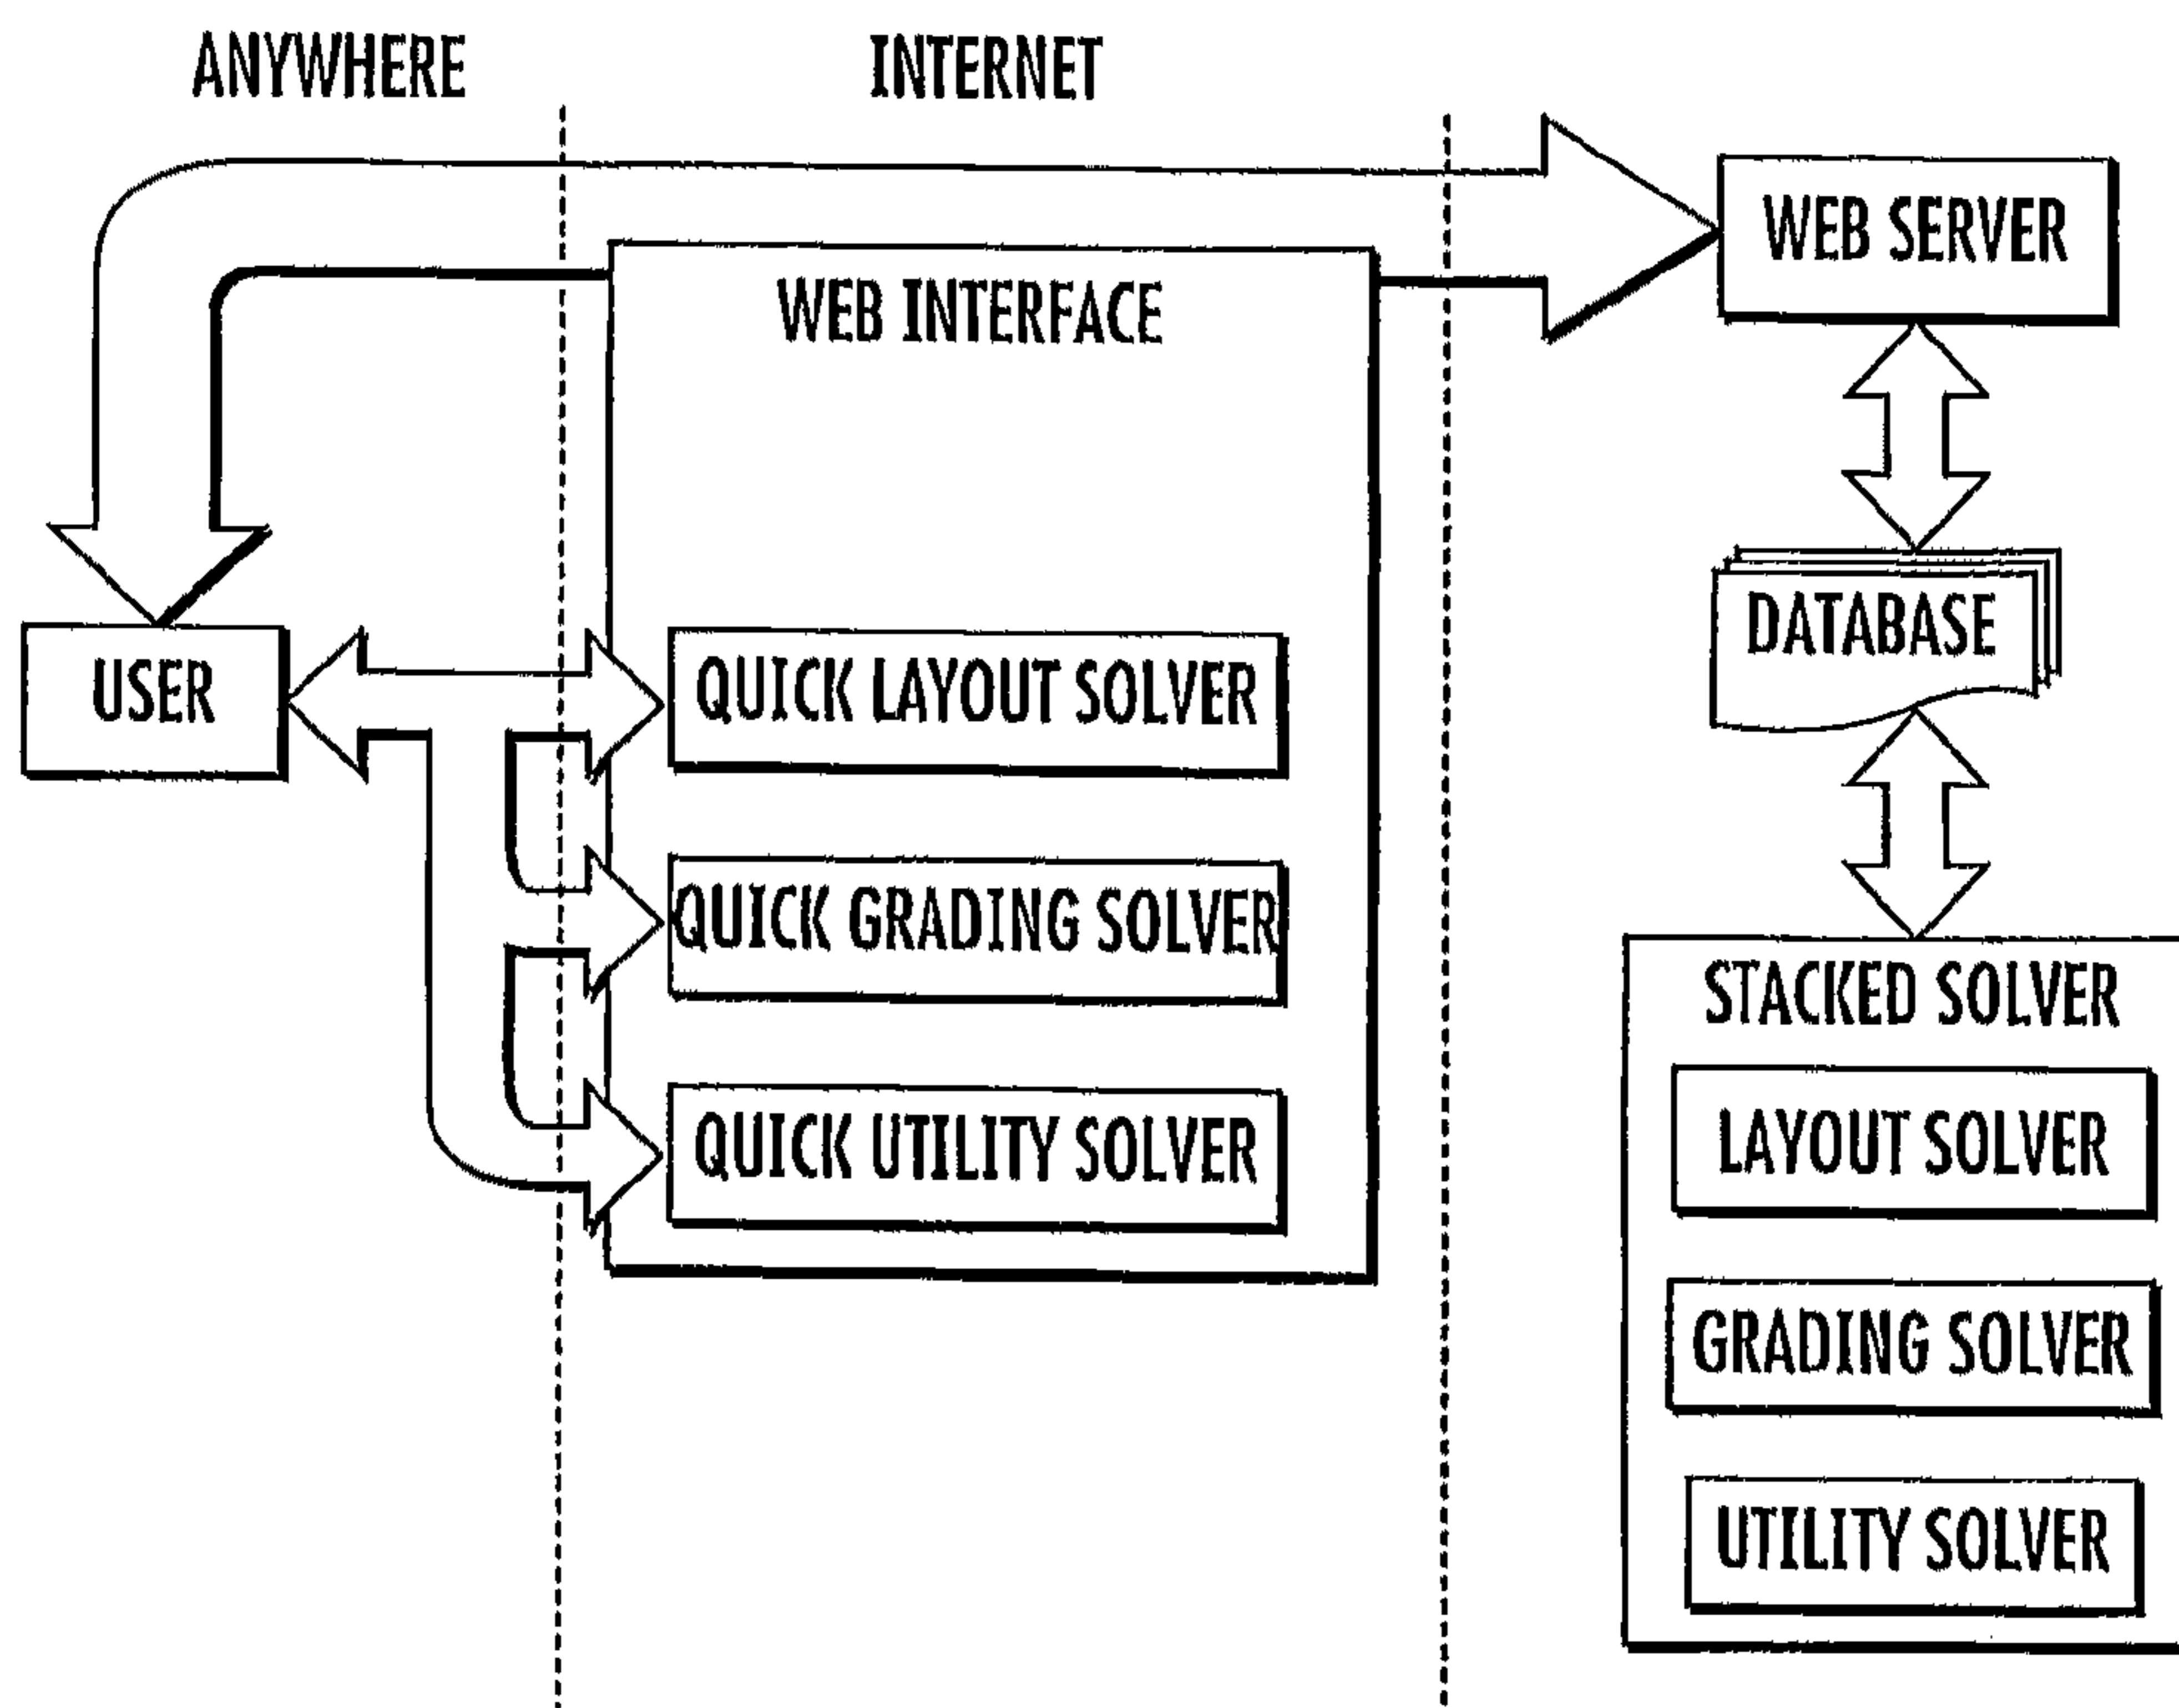 ANYWHERE
INTERNET
WEB SERVER
WEB INTERFACE
DATABASE
USER
QUICK LAYOUT SOLVER
QUICK GRADING SOLVER
QUICK UTILITY SOLVER
STACKED SOLVER
LAYOUT SOLVER
GRADING SOLVER
UTILITY SOLVER